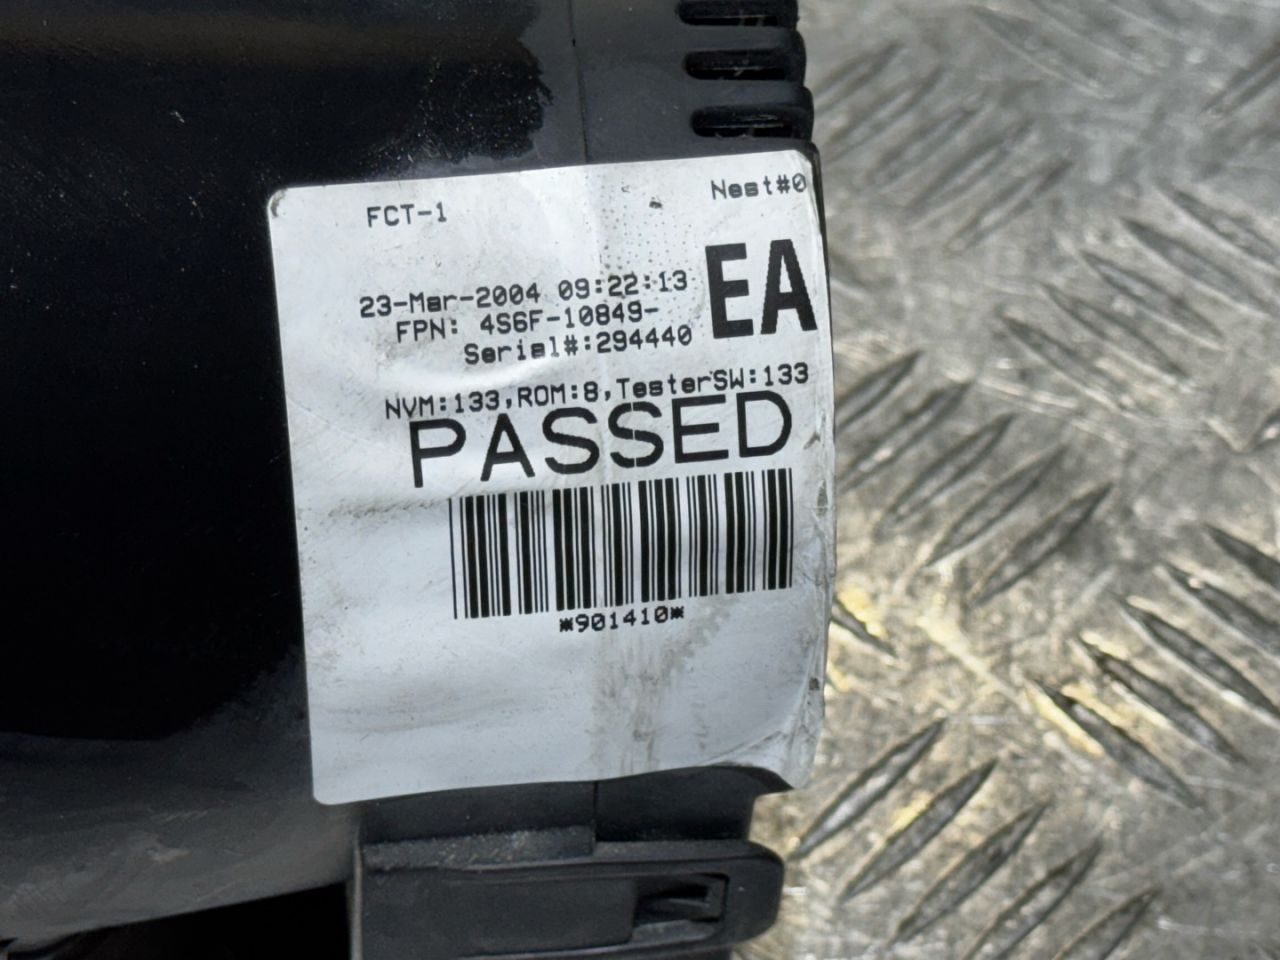 FCT-1 Nest#0
23-Mar-2004 09:22:13
EA
FPN: 4S6F-10849-
Serial#:294440
NVM:133,ROM:8,TesterSW:133
PASSED
*901410*